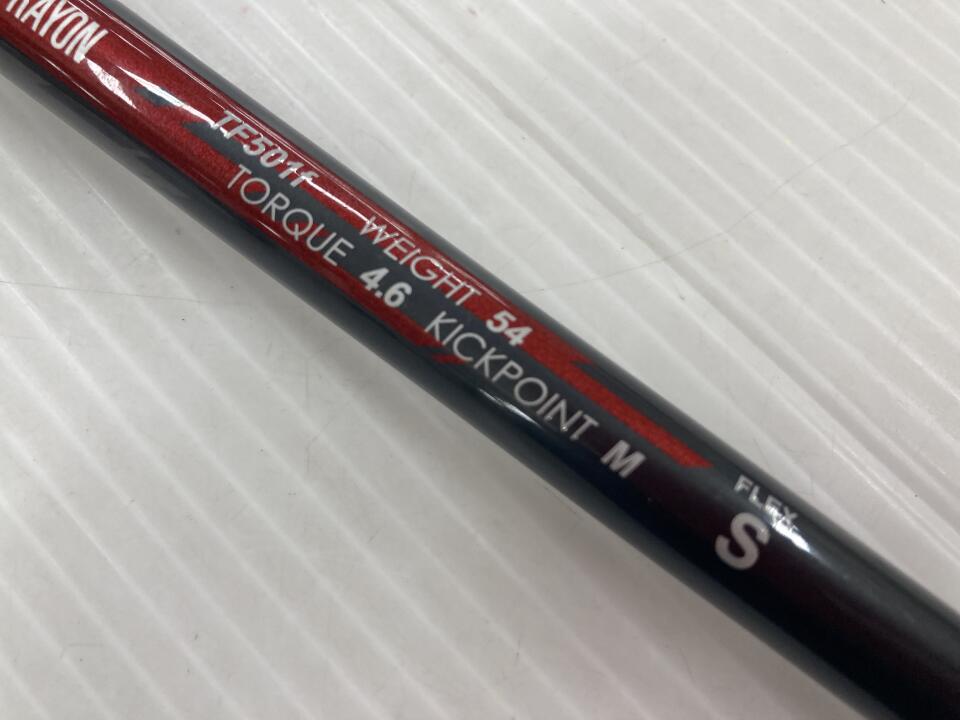 RAYON
TF501f WEIGHT 54
TORQUE 4.6 KICKPOINT M
FLEX
S